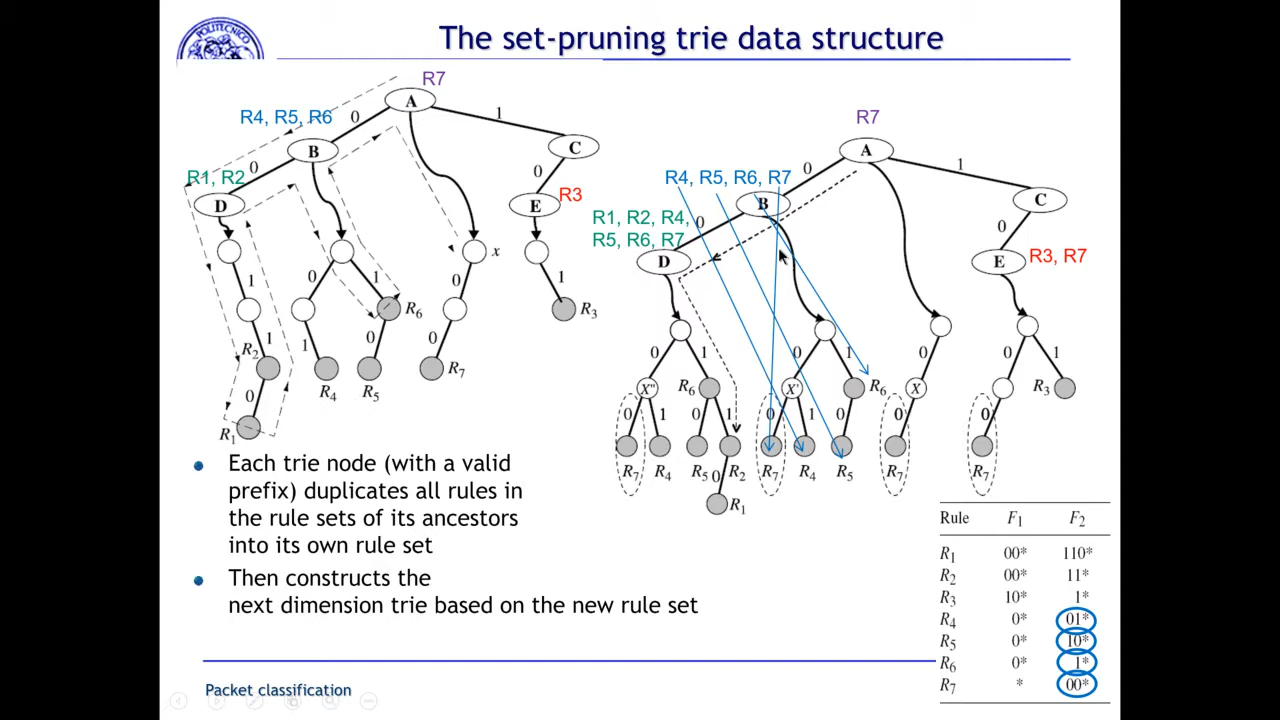 POLITECNICO
The set-pruning trie data structure
R7
A
R4, R5, R6
0
1
B
C
0
0
R1, R2
D
E
R3
x
1
0
1
0
1
R6
R3
1
1
0
0
R2
R4
R5
R7
0
R1
R7
A
0
1
R4, R5, R6, R7
B
C
R1, R2, R4,
R5, R6, R7
0
0
D
E
R3, R7
0
1
0
1
0
0
1
X"
R6
X'
R6
X
R3
0
1
0
1
0
1
0
0
0
R7
R4
R5
R2
R7
R4
R5
R7
R7
0
R1
Each trie node (with a valid
prefix) duplicates all rules in
the rule sets of its ancestors
into its own rule set
Then constructs the
next dimension trie based on the new rule set
Rule F1 F2
R1 00* 110*
R2 00* 11*
R3 10* 1*
R4 0* 01*
R5 0* 10*
R6 0* 1*
R7 * 00*
Packet classification